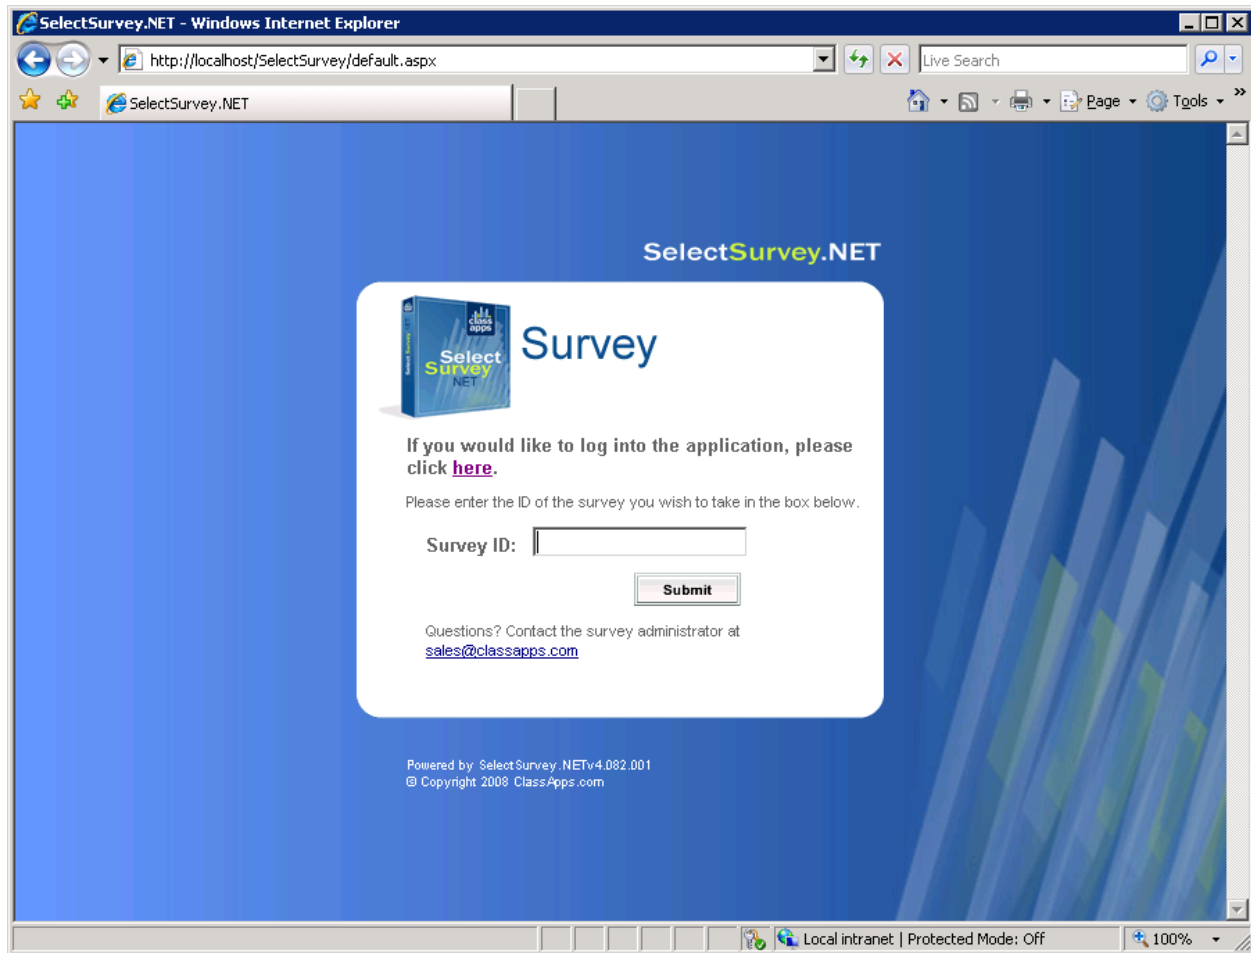 SelectSurvey.NET - Windows Internet Explorer
http://localhost/SelectSurvey/default.aspx
Live Search
SelectSurvey.NET
Page
Tools
»
SelectSurvey.NET
class
apps
Select
Survey
NET
Select Survey .NET
Survey
If you would like to log into the application, please
click here.
Please enter the ID of the survey you wish to take in the box below.
Survey ID:
Submit
Questions? Contact the survey administrator at
sales@classapps.com
Powered by SelectSurvey.NETv4.082.001
© Copyright 2008 ClassApps.com
Local intranet | Protected Mode: Off
100%